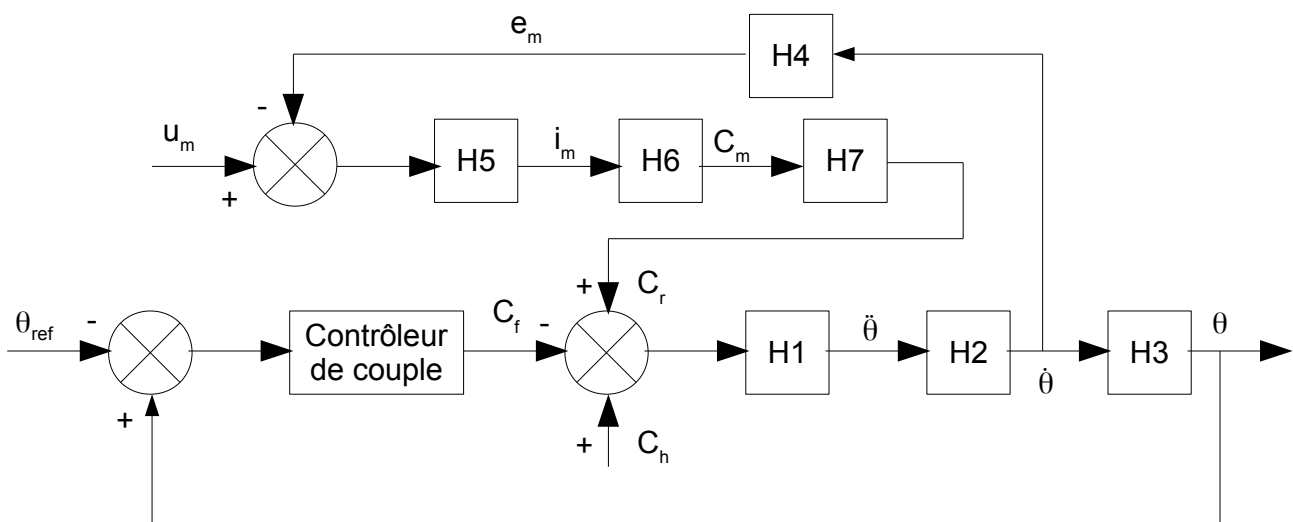 e_m
H4
-
u_m
+
H5
i_m
H6
C_m
H7
θ_ref
-
+
Contrôleur
de couple
C_f
-
+
C_r
+
C_h
H1
θ̈
H2
θ̇
H3
θ